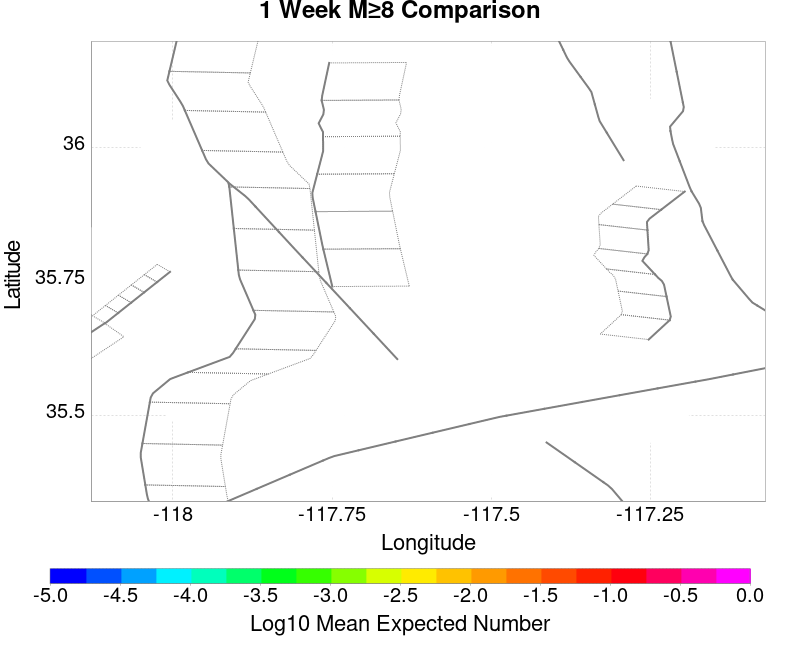 1 Week M≥8 Comparison
36
35.75
35.5
Latitude
-118 -117.75 -117.5 -117.25
Longitude
-5.0 -4.5 -4.0 -3.5 -3.0 -2.5 -2.0 -1.5 -1.0 -0.5 0.0
Log10 Mean Expected Number